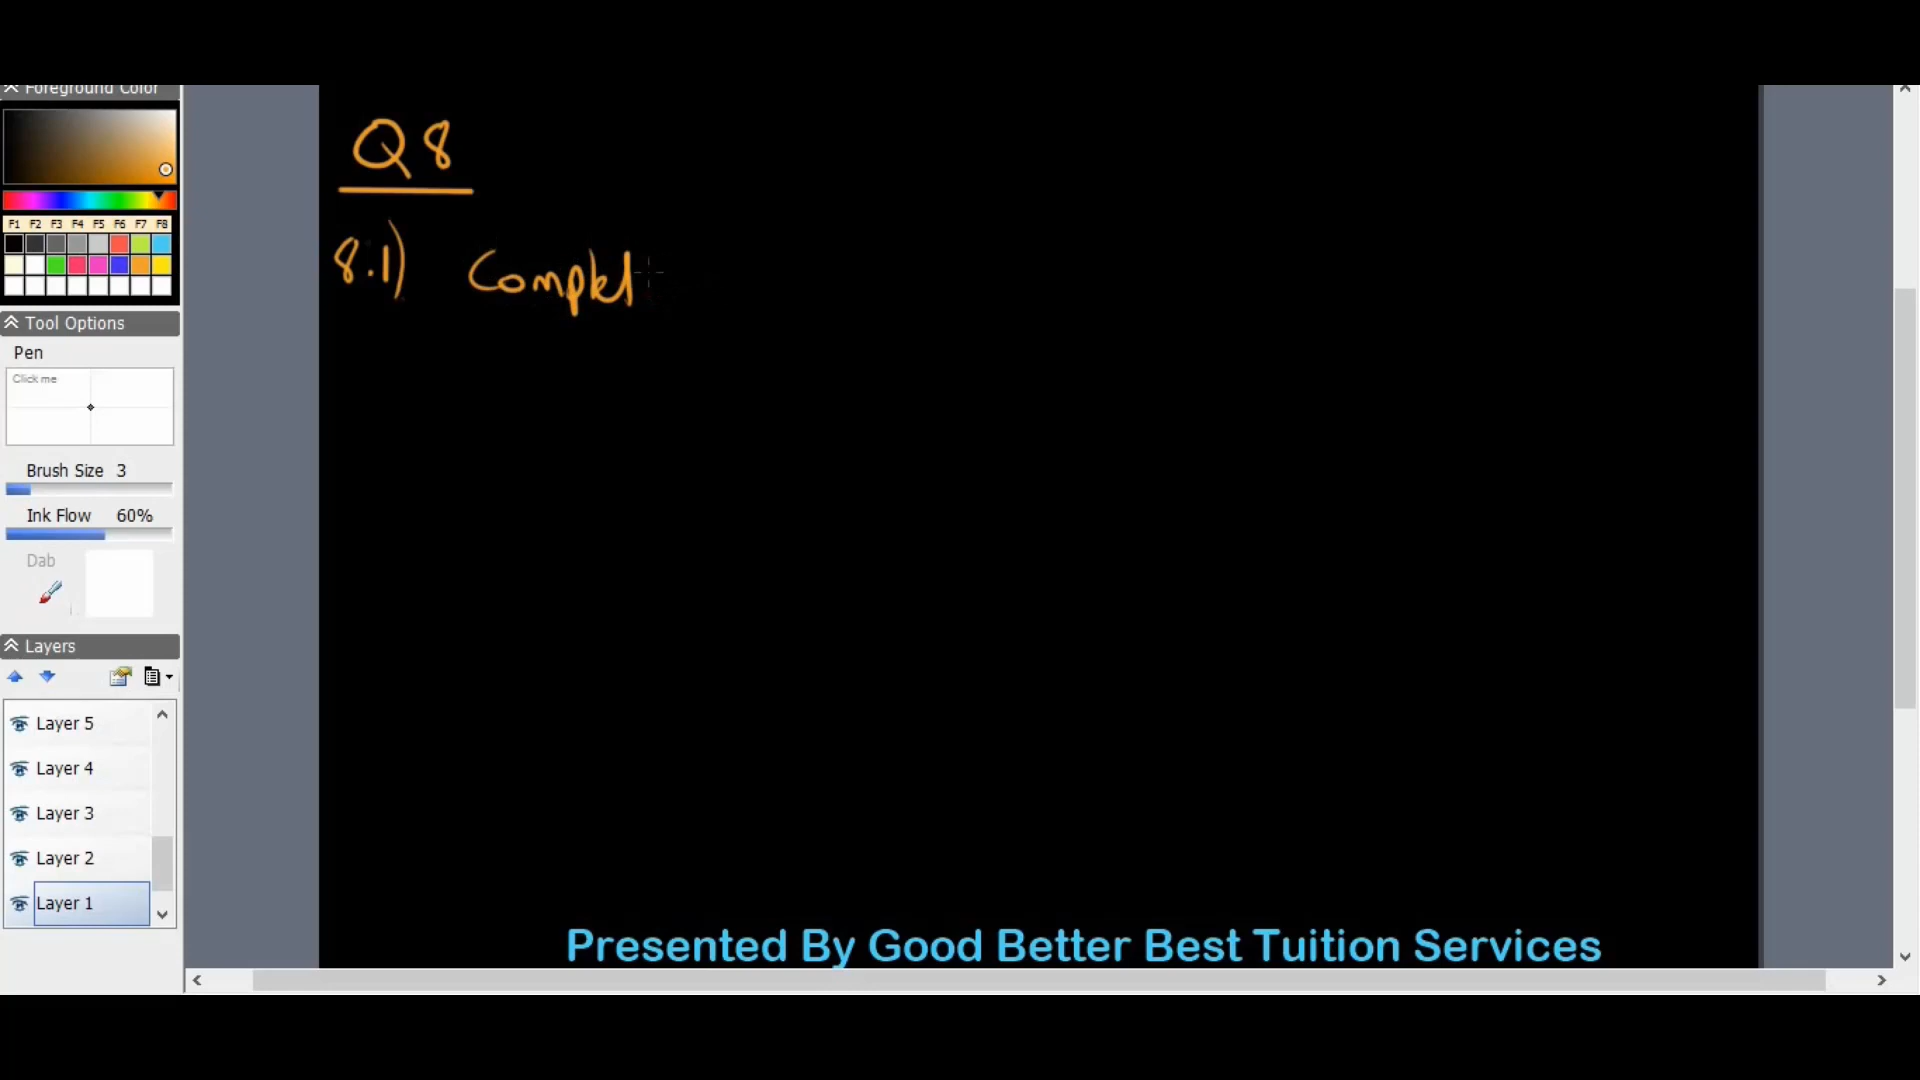 Foreground Color
F1 F2 F3 F4 F5 F6 F7 F8
Tool Options
Pen
Click me
Brush Size 3
Ink Flow 60%
Dab
Layers
Layer 5
Layer 4
Layer 3
Layer 2
Layer 1
Q8
8.1) Complet
Presented By Good Better Best Tuition Services